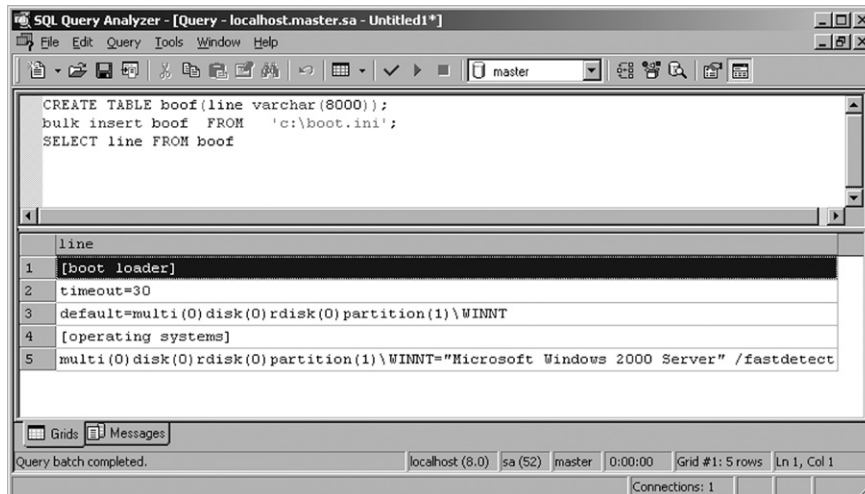 SQL Query Analyzer - [Query - localhost.master.sa - Untitled1*]
File Edit Query Tools Window Help
master
CREATE TABLE boof(line varchar(8000));
bulk insert boof FROM 'c:\boot.ini';
SELECT line FROM boof
line
1 [boot loader]
2 timeout=30
3 default=multi(0)disk(0)rdisk(0)partition(1)\WINNT
4 [operating systems]
5 multi(0)disk(0)rdisk(0)partition(1)\WINNT="Microsoft Windows 2000 Server" /fastdetect
Grids Messages
Query batch completed. localhost (8.0) sa (52) master 0:00:00 Grid #1: 5 rows Ln 1, Col 1
Connections: 1